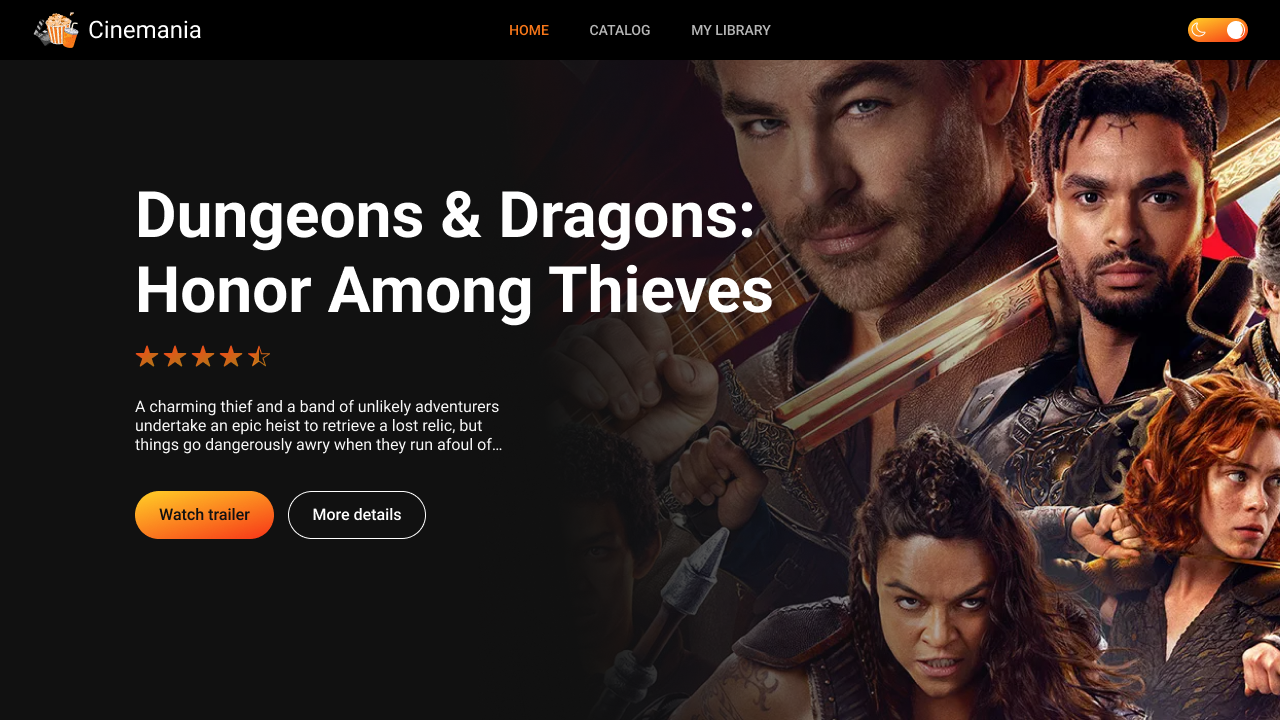 Cinemania
HOME
CATALOG
MY LIBRARY
Dungeons & Dragons:
Honor Among Thieves
A charming thief and a band of unlikely adventurers
undertake an epic heist to retrieve a lost relic, but
things go dangerously awry when they run afoul of...
Watch trailer
More details